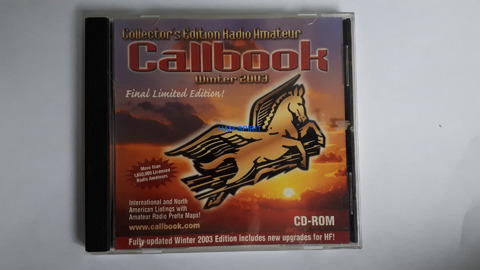 Collector's Edition Radio Amateur
Callbook
Winter 2003
Final Limited Edition!
More than
1,650,000 Licensed
Radio Amateurs
International and North
American Listings with
Amateur Radio Prefix Maps!
www.callbook.com
CD-ROM
Fully updated Winter 2003 Edition includes new upgrades for HF!